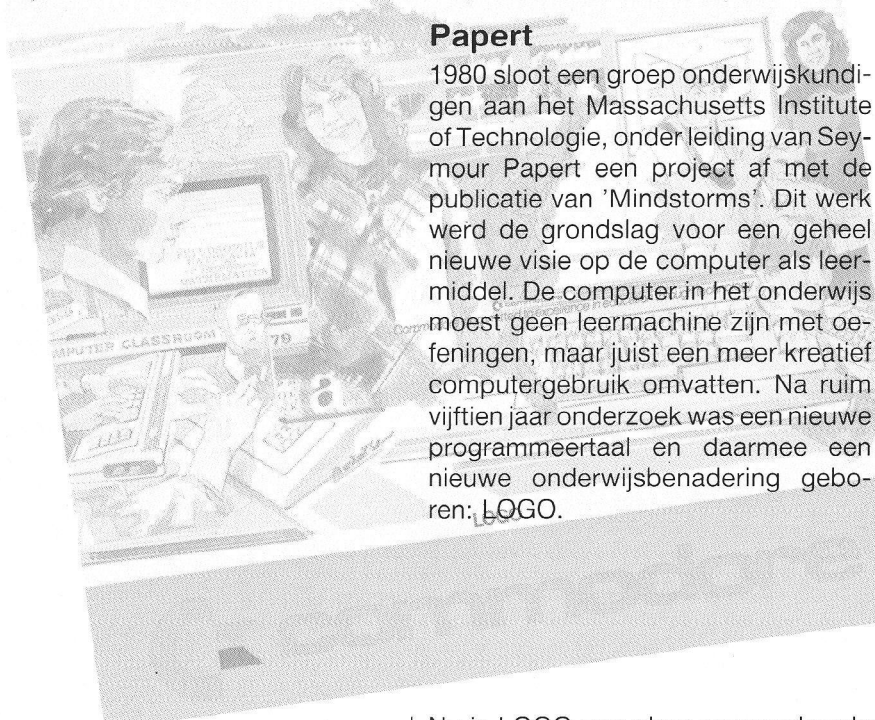 Papert
1980 sloot een groep onderwijskundi-
gen aan het Massachusetts Institute
of Technologie, onder leiding van Sey-
mour Papert een project af met de
publicatie van 'Mindstorms'. Dit werk
werd de grondslag voor een geheel
nieuwe visie op de computer als leer-
middel. De computer in het onderwijs
moest geen leermachine zijn met oe-
feningen, maar juist een meer kreatief
computergebruik omvatten. Na ruim
vijftien jaar onderzoek was een nieuwe
programmeertaal en daarmee een
nieuwe onderwijsbenadering gebo-
ren: LOGO.
COMPUTER CLASSROOM
79
a
LOGO
Commodore